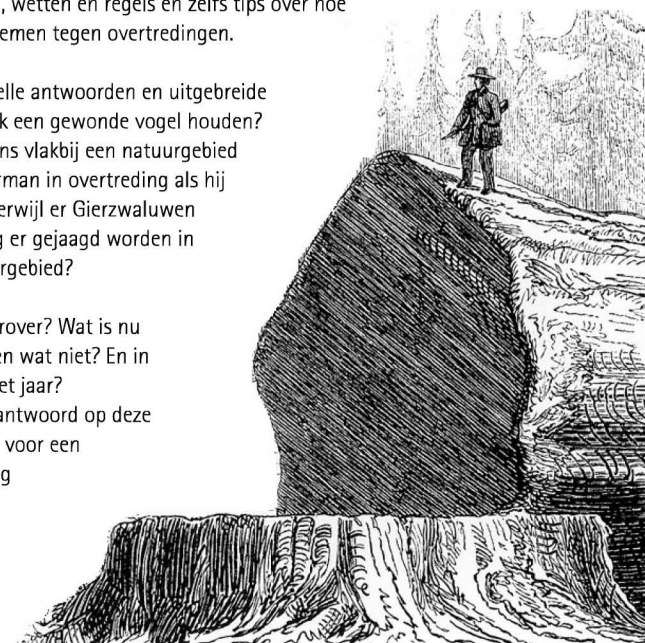 , wetten en regels en zelfs tips over hoe
emen tegen overtredingen.
elle antwoorden en uitgebreide
k een gewonde vogel houden?
ns vlakbij een natuurgebied
rman in overtreding als hij
erwijl er Gierzwaluwen
g er gejaagd worden in
rgebied?
rover? Wat is nu
en wat niet? En in
et jaar?
antwoord op deze
voor een
g